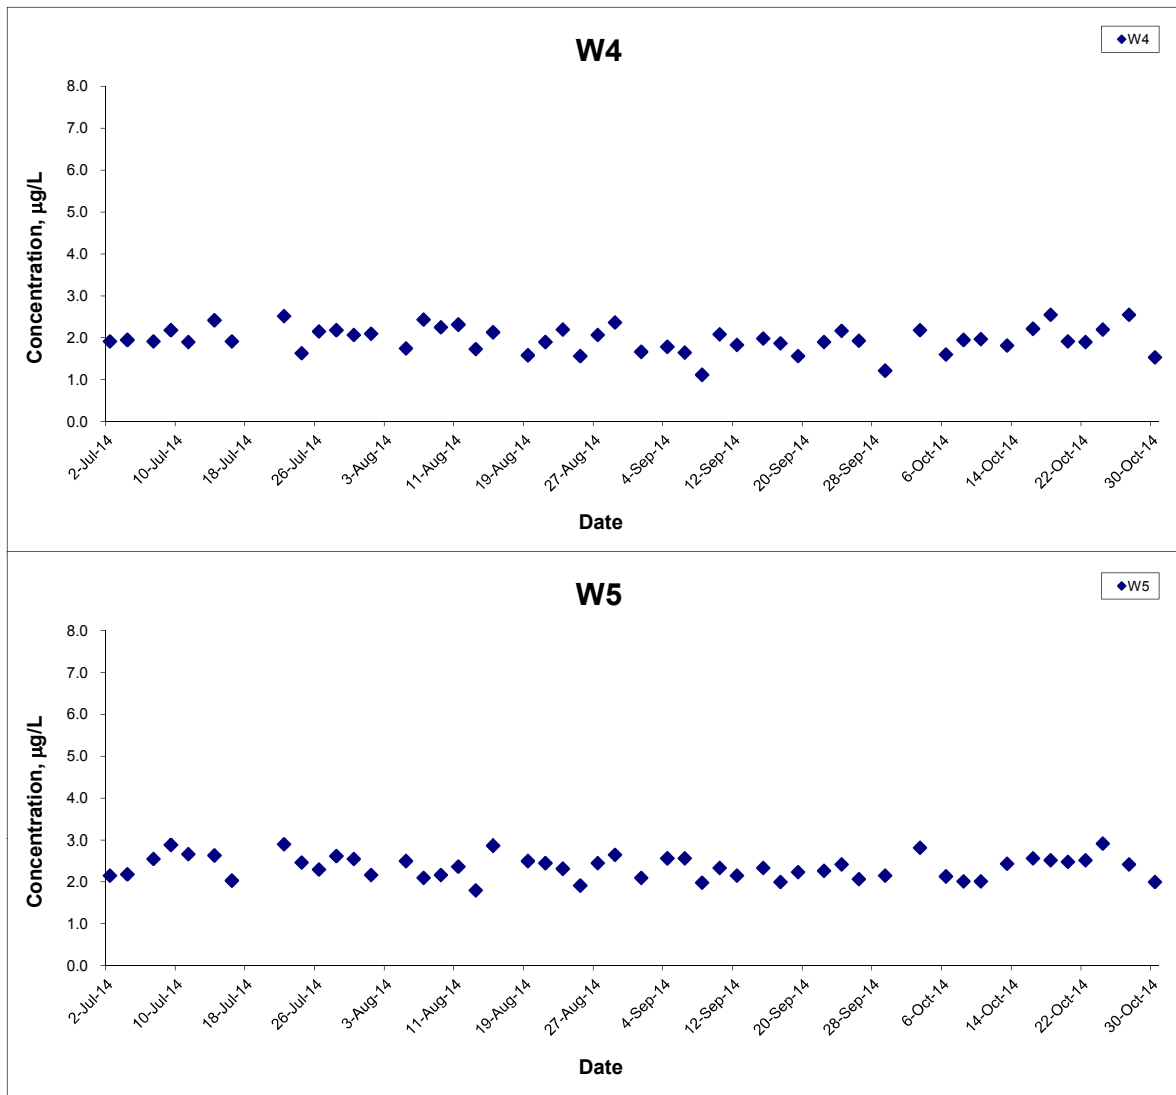 W4
W4
8.0
7.0
6.0
5.0
4.0
3.0
2.0
1.0
0.0
Concentration, µg/L
2-Jul-14
10-Jul-14
18-Jul-14
26-Jul-14
3-Aug-14
11-Aug-14
19-Aug-14
27-Aug-14
4-Sep-14
12-Sep-14
20-Sep-14
28-Sep-14
6-Oct-14
14-Oct-14
22-Oct-14
30-Oct-14
Date
W5
W5
8.0
7.0
6.0
5.0
4.0
3.0
2.0
1.0
0.0
Concentration, µg/L
2-Jul-14
10-Jul-14
18-Jul-14
26-Jul-14
3-Aug-14
11-Aug-14
19-Aug-14
27-Aug-14
4-Sep-14
12-Sep-14
20-Sep-14
28-Sep-14
6-Oct-14
14-Oct-14
22-Oct-14
30-Oct-14
Date